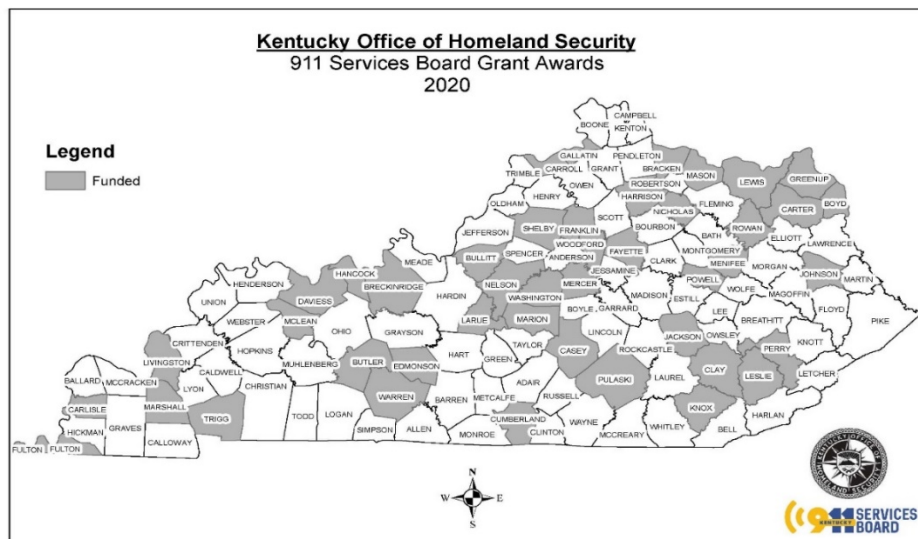 Kentucky Office of Homeland Security
911 Services Board Grant Awards
2020
Legend
Funded
BOONE
CAMPBELL
KENTON
GALLATIN
PENDLETON
TRIMBLE
CARROLL
GRANT
BRACKEN
MASON
OWEN
ROBERTSON
LEWIS
GREENUP
HENRY
HARRISON
OLDHAM
FLEMING
CARTER
BOYD
NICHOLAS
SCOTT
JEFFERSON
SHELBY
FRANKLIN
BOURBON
ROWAN
BATH
ELLIOTT
WOODFORD
LAWRENCE
MEADE
BULLITT
SPENCER
ANDERSON
FAYETTE
MONTGOMERY
CLARK
MENIFEE
MORGAN
HANCOCK
JESSAMINE
JOHNSON
MARTIN
HENDERSON
BRECKINRIDGE
NELSON
MERCER
POWELL
WOLFE
UNION
DAVIESS
HARDIN
WASHINGTON
MADISON
ESTILL
MAGOFFIN
MCLEAN
BOYLE
GARRARD
LEE
FLOYD
WEBSTER
OHIO
LARUE
MARION
BREATHITT
PIKE
CRITTENDEN
GRAYSON
LINCOLN
JACKSON
OWSLEY
HOPKINS
TAYLOR
ROCKCASTLE
PERRY
KNOTT
LIVINGSTON
MUHLENBERG
BUTLER
HART
GREEN
CASEY
CALDWELL
EDMONSON
CLAY
LETCHER
BALLARD
MCCRACKEN
LYON
CHRISTIAN
ADAIR
PULASKI
LAUREL
LESLIE
WARREN
BARREN
METCALFE
RUSSELL
CARLISLE
MARSHALL
TRIGG
TODD
LOGAN
KNOX
HICKMAN
GRAVES
CALLOWAY
SIMPSON
ALLEN
MONROE
CUMBERLAND
CLINTON
WAYNE
MCCREARY
WHITLEY
BELL
HARLAN
FULTON
FULTON
N
W
E
S
KENTUCKY OFFICE OF
HOMELAND SECURITY
911
KENTUCKY
SERVICES
BOARD